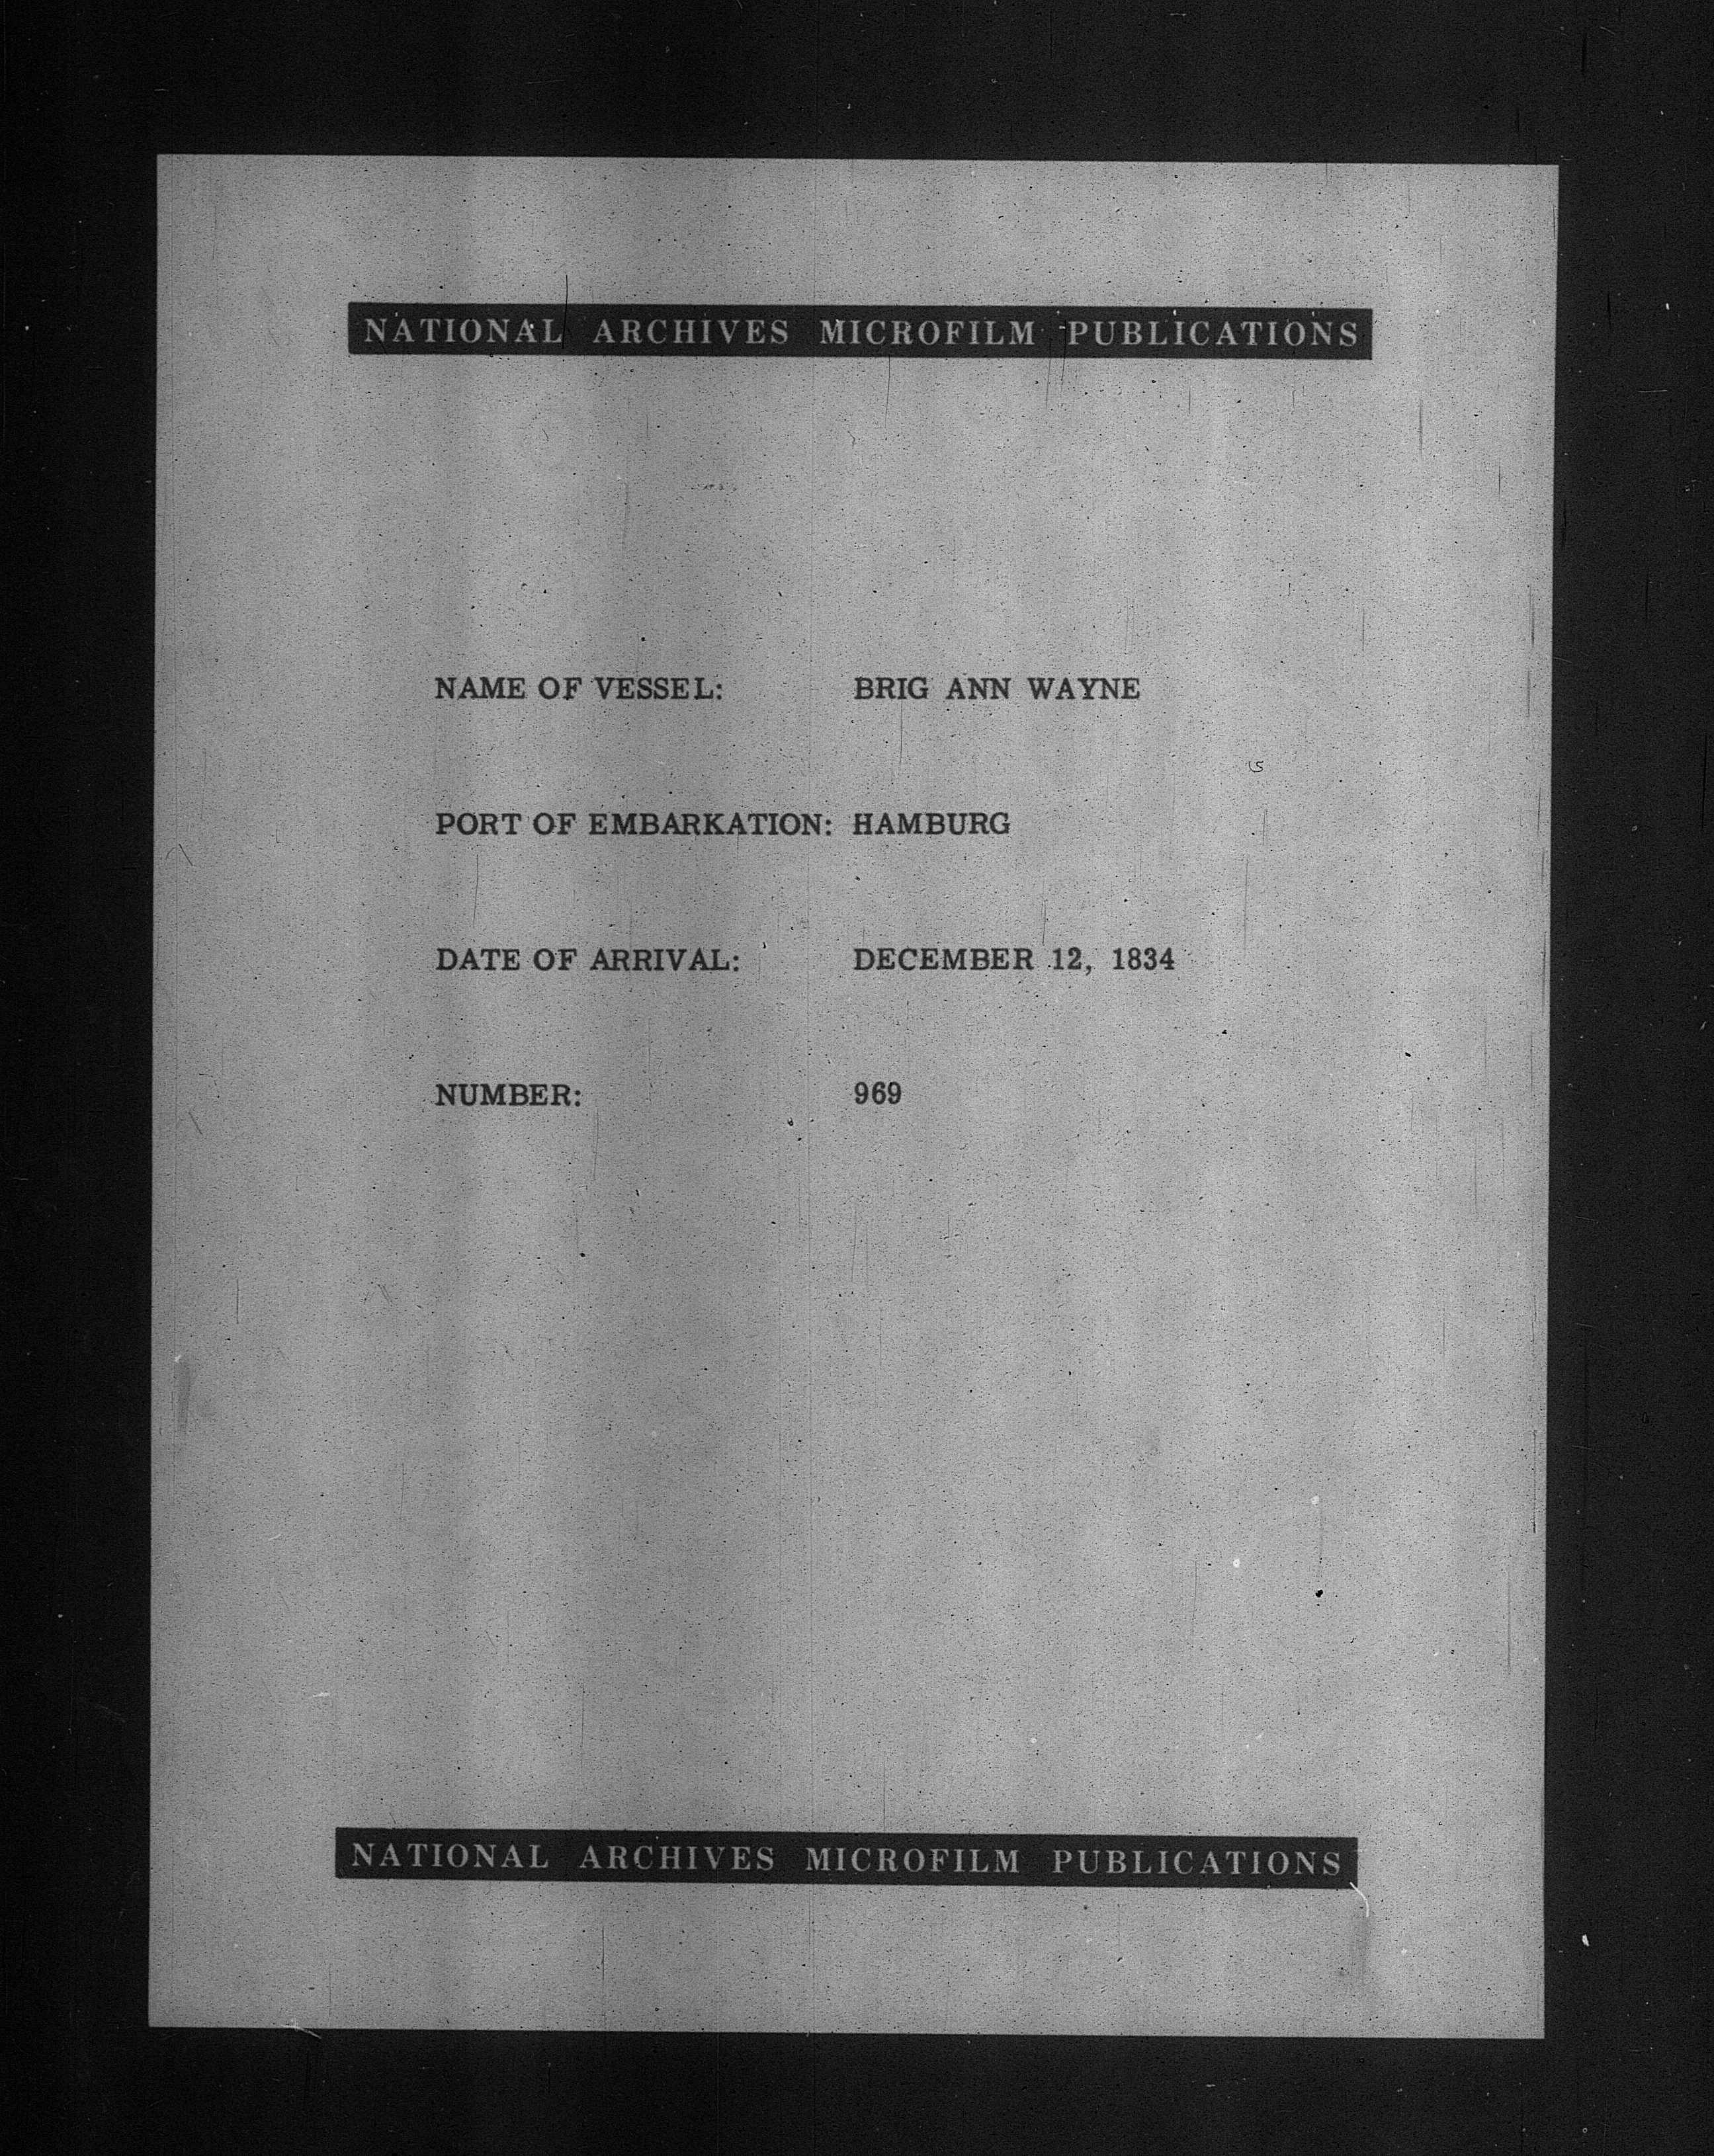 NATIONAL ARCHIVES MICROFILM PUBLICATIONS
NAME OF VESSEL: BRIG ANN WAYNE
PORT OF EMBARKATION: HAMBURG
DATE OF ARRIVAL: DECEMBER 12, 1834
NUMBER: 969
NATIONAL ARCHIVES MICROFILM PUBLICATIONS